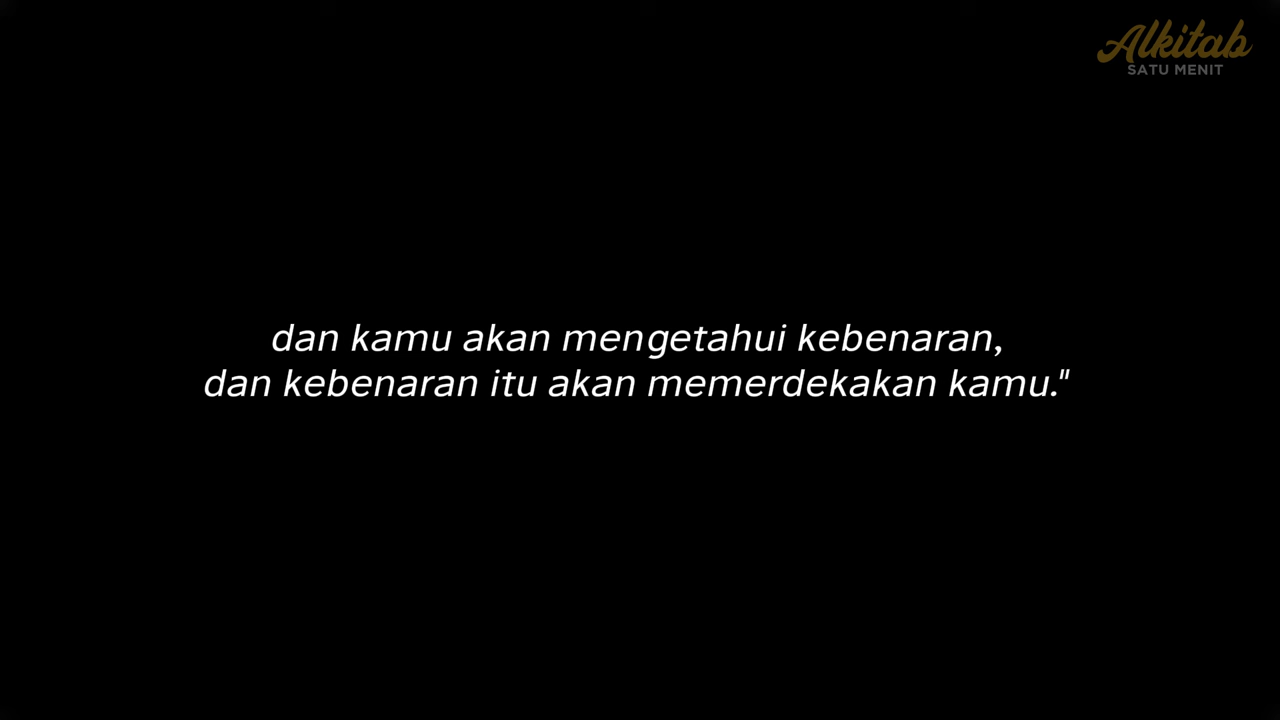 Alkitab
SATU MENIT
dan kamu akan mengetahui kebenaran,
dan kebenaran itu akan memerdekakan kamu."